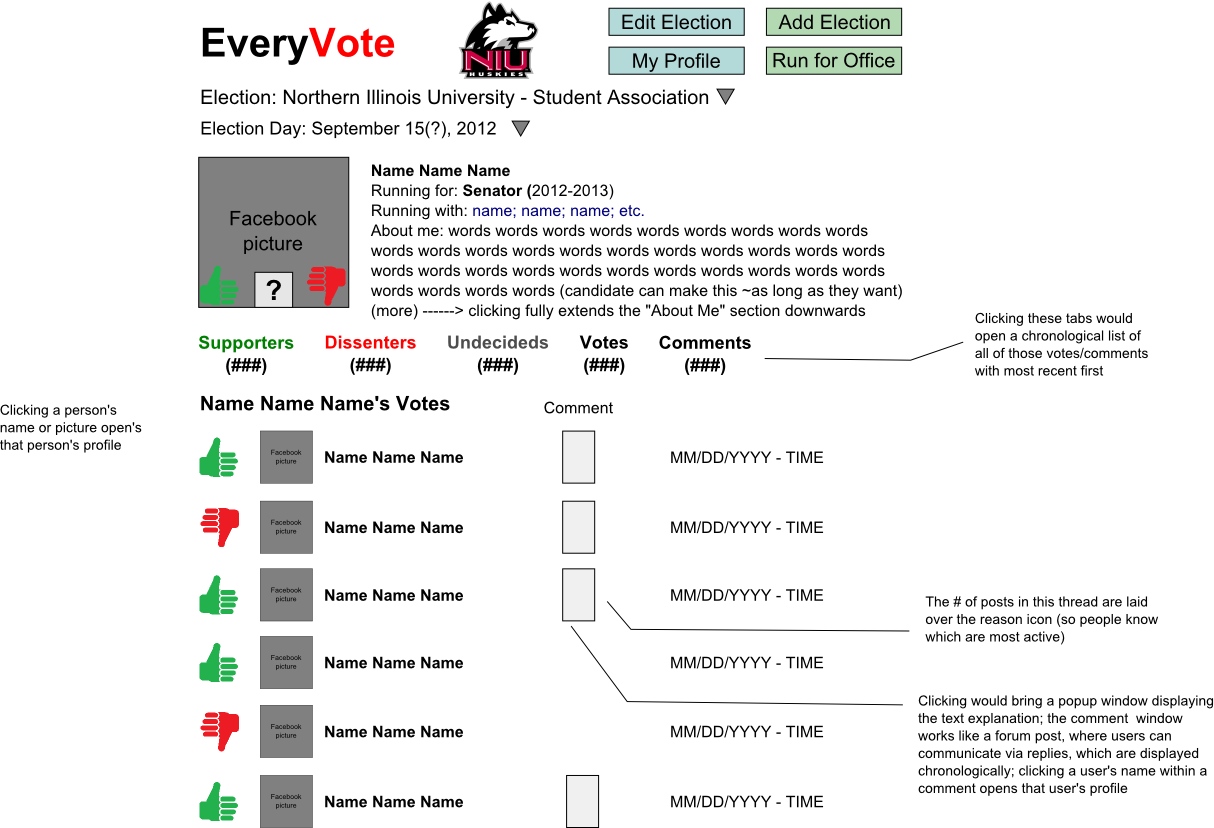 EveryVote
NIU
HUSKIES
Edit Election
Add Election
My Profile
Run for Office
Election: Northern Illinois University - Student Association
Election Day: September 15(?), 2012
Facebook
picture
?
Name Name Name
Running for: Senator (2012-2013)
Running with: name; name; name; etc.
About me: words words words words words words words words words
words words words words words words words words words words words
words words words words words words words words words words words
words words words words (candidate can make this ~as long as they want)
(more) ------> clicking fully extends the "About Me" section downwards
Clicking these tabs would
open a chronological list of
all of those votes/comments
with most recent first
Supporters
(###)
Dissenters
(###)
Undecideds
(###)
Votes
(###)
Comments
(###)
Clicking a person's
name or picture open's
that person's profile
Name Name Name's Votes
Comment
Facebook
picture
Name Name Name
MM/DD/YYYY - TIME
Facebook
picture
Name Name Name
MM/DD/YYYY - TIME
Facebook
picture
Name Name Name
MM/DD/YYYY - TIME
The # of posts in this thread are laid
over the reason icon (so people know
which are most active)
Facebook
picture
Name Name Name
MM/DD/YYYY - TIME
Facebook
picture
Name Name Name
MM/DD/YYYY - TIME
Clicking would bring a popup window displaying
the text explanation; the comment  window
works like a forum post, where users can
communicate via replies, which are displayed
chronologically; clicking a user's name within a
comment opens that user's profile
Facebook
picture
Name Name Name
MM/DD/YYYY - TIME